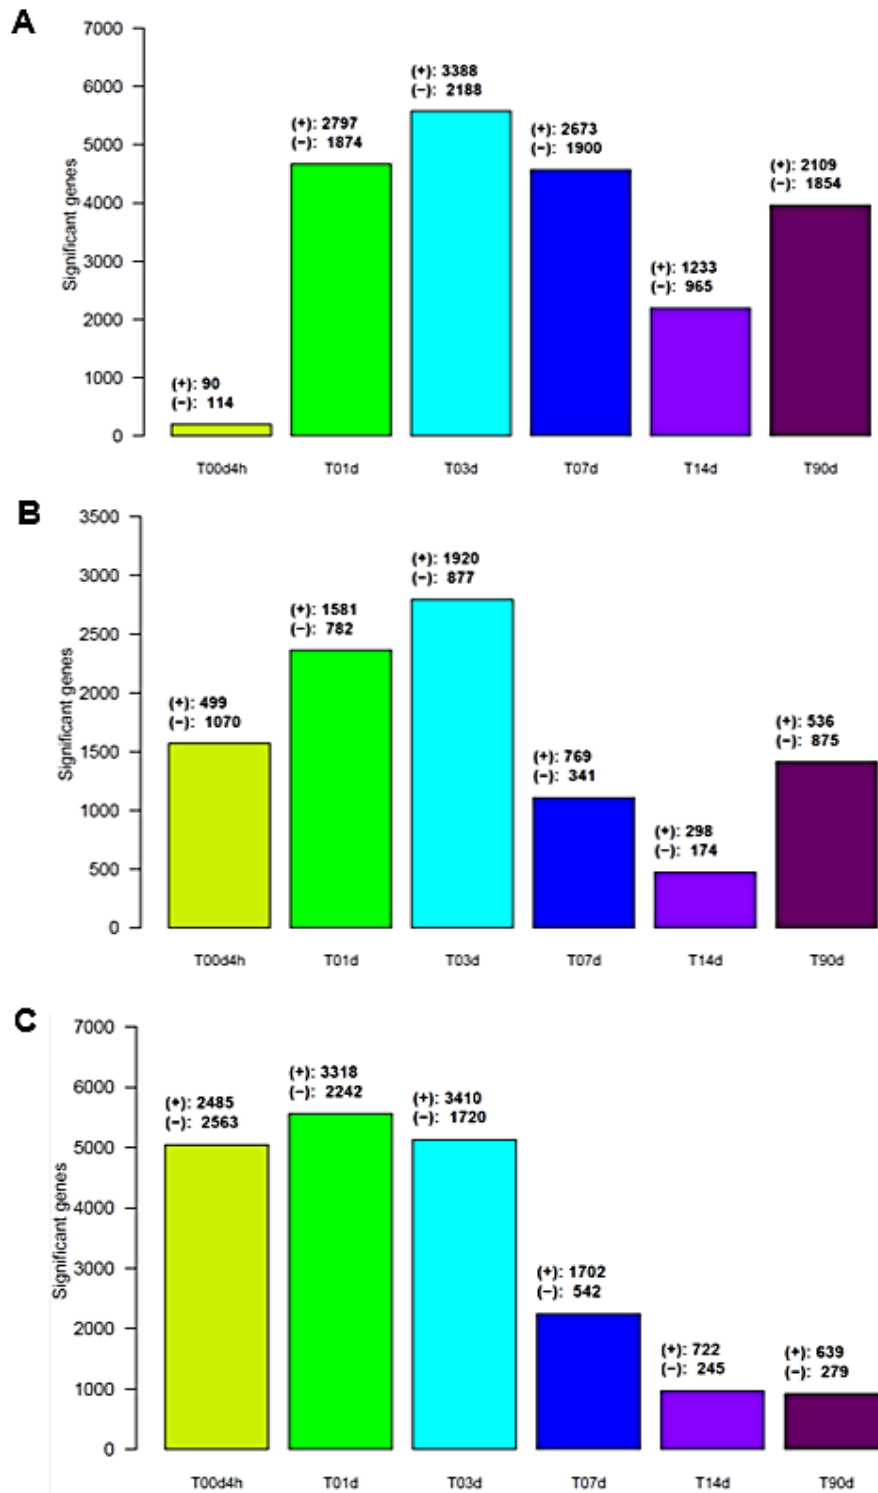 A
Significant genes
7000
6000
5000
4000
3000
2000
1000
0
(+): 90
(−): 114
(+): 2797
(−): 1874
(+): 3388
(−): 2188
(+): 2673
(−): 1900
(+): 1233
(−): 965
(+): 2109
(−): 1854
T00d4h
T01d
T03d
T07d
T14d
T90d
B
Significant genes
3500
3000
2500
2000
1500
1000
500
0
(+): 499
(−): 1070
(+): 1581
(−): 782
(+): 1920
(−): 877
(+): 769
(−): 341
(+): 298
(−): 174
(+): 536
(−): 875
T00d4h
T01d
T03d
T07d
T14d
T90d
C
Significant genes
7000
6000
5000
4000
3000
2000
1000
0
(+): 2485
(−): 2563
(+): 3318
(−): 2242
(+): 3410
(−): 1720
(+): 1702
(−): 542
(+): 722
(−): 245
(+): 639
(−): 279
T00d4h
T01d
T03d
T07d
T14d
T90d